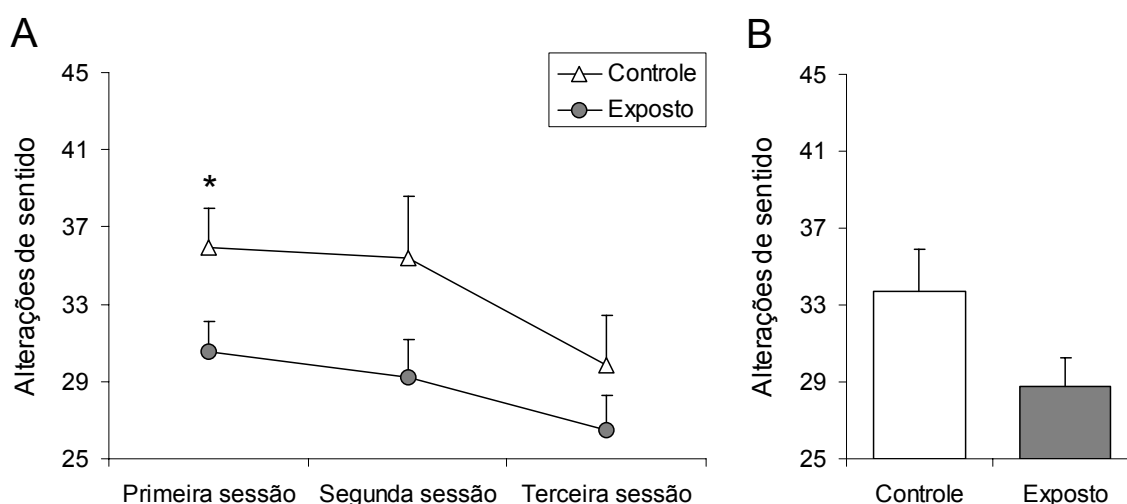 A
Alterações de sentido
45
41
37
33
29
25
*
Controle
Exposto
Primeira sessão
Segunda sessão
Terceira sessão
B
Alterações de sentido
45
41
37
33
29
25
Controle
Exposto